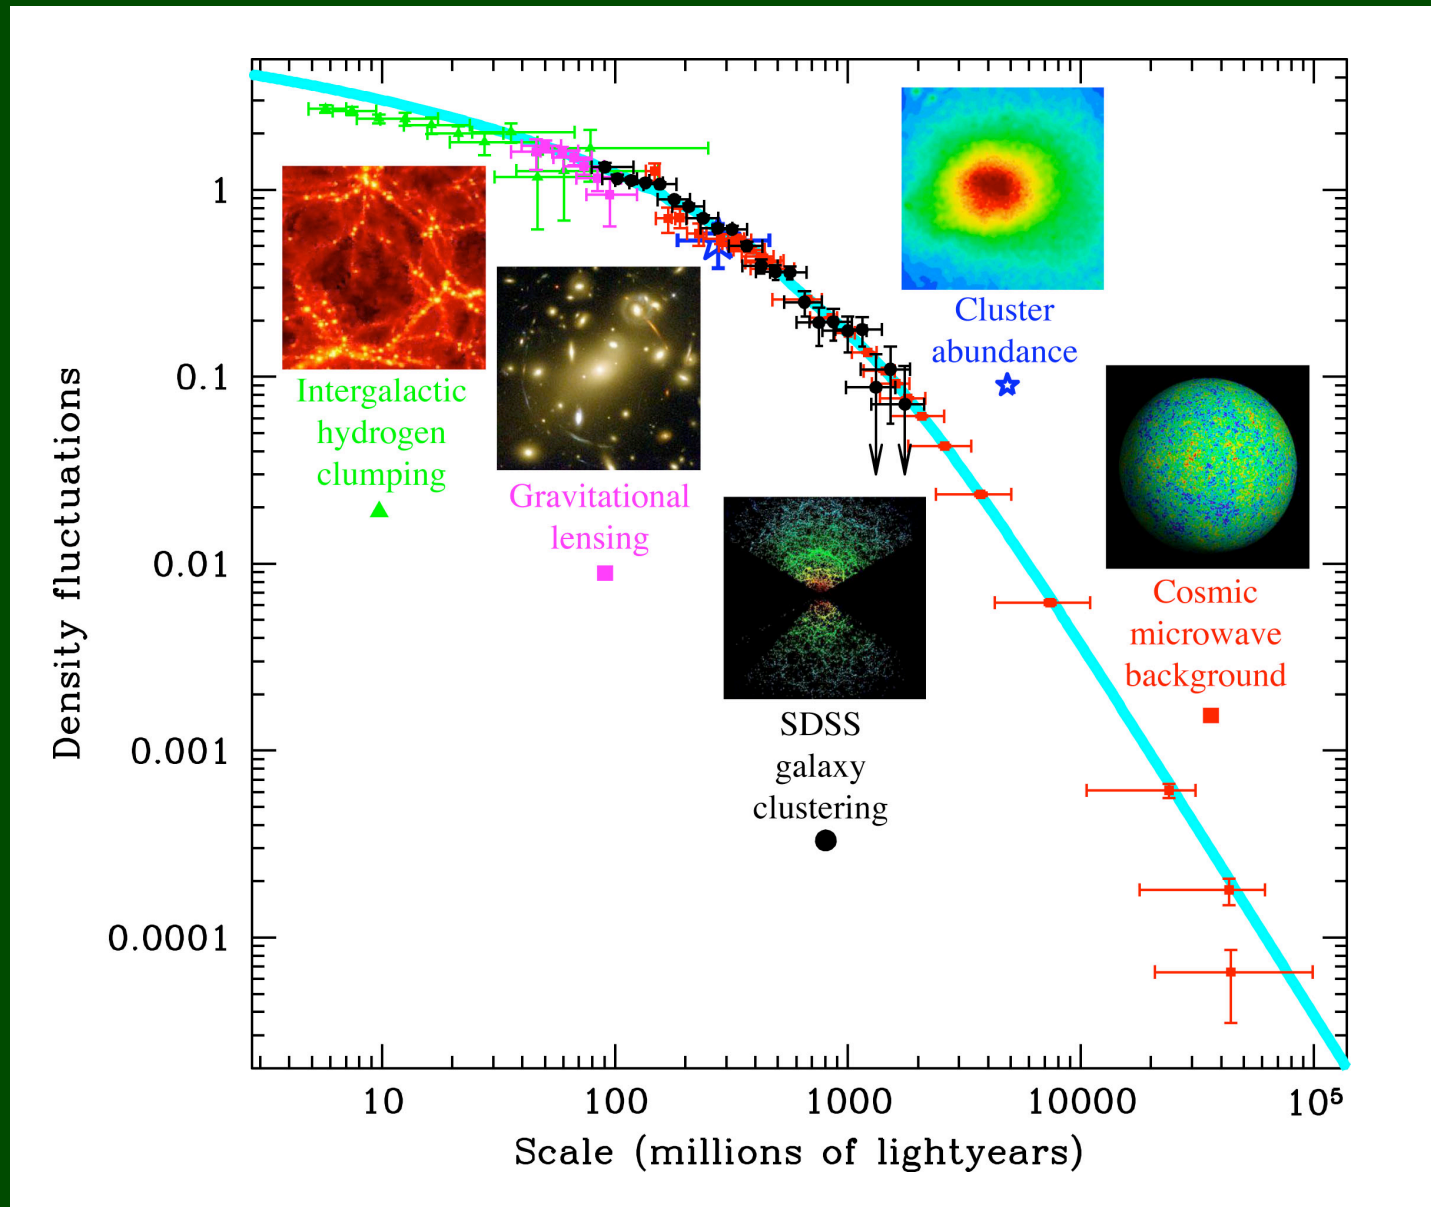 Density fluctuations
1
0.1
0.01
0.001
0.0001
Intergalactic
hydrogen
clumping
Gravitational
lensing
SDSS
galaxy
clustering
Cluster
abundance
Cosmic
microwave
background
10
100
1000
10000
10⁵
Scale (millions of lightyears)